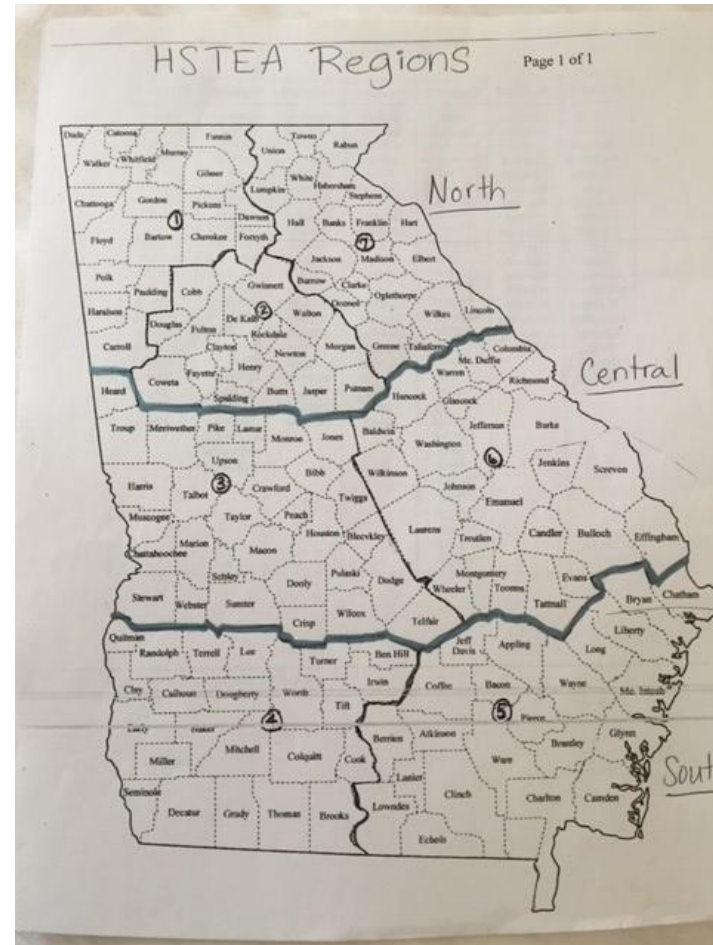 HSTEA Regions Page 1 of 1
Dade Catoosa Fannin Towns Rabun
Walker Whitfield Murray Gilmer Union
Lumpkin White Habersham Stephens
Chattooga Gordon Pickens Dawson Hall Banks Franklin Hart
North
Floyd Bartow Cherokee Forsyth
1 7
Jackson Madison Elbert
Polk Paulding Cobb Gwinnett Barrow Clarke Oconee Oglethorpe
Haralson Douglas Fulton De Kalb 2 Rockdale Walton Wilkes Lincoln
Carroll Clayton Newton Morgan Greene Taliaferro Columbia
Mc. Duffie
Heard Coweta Fayette Henry Spalding Butts Jasper Putnam Hancock Warren Glascock Richmond
Central
Troup Meriwether Pike Lamar Monroe Jones Baldwin Washington Jefferson Burke
Upson
3 6
Harris Talbot Crawford Bibb Twiggs Wilkinson Johnson Jenkins Screven
Muscogee Taylor Peach Houston Bleckley Laurens Emanuel
Chattahoochee Marion Macon Treutlen Candler Bulloch Effingham
Stewart Webster Schley Sumter Dooly Pulaski Dodge Wheeler Montgomery Toombs Tattnall Evans
Crisp Wilcox Telfair Bryan Chatham
Quitman Randolph Terrell Lee Turner Ben Hill Jeff Davis Appling Long Liberty
Clay Calhoun Dougherty Worth Tift Irwin Coffee Bacon Wayne Mc. Intosh
4 5
Early Baker Mitchell Colquitt Cook Berrien Atkinson Ware Pierce Brantley Glynn
Miller Lanier
Seminole Decatur Grady Thomas Brooks Lowndes Clinch Echols Charlton Camden